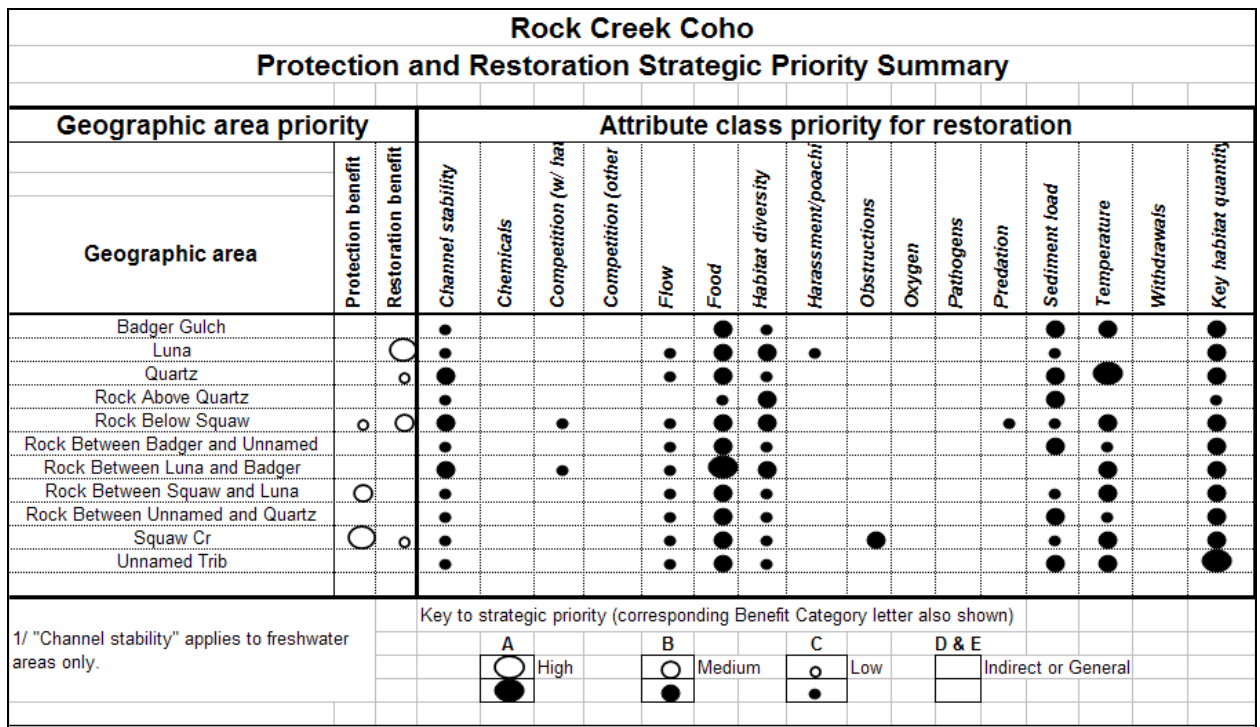 Rock Creek Coho
Protection and Restoration Strategic Priority Summary
Geographic area priority
Attribute class priority for restoration
Geographic area
Protection benefit
Restoration benefit
Channel stability
Chemicals
Competition (w/ hat
Competition (other
Flow
Food
Habitat diversity
Harassment/poachi
Obstructions
Oxygen
Pathogens
Predation
Sediment load
Temperature
Withdrawals
Key habitat quantity
Badger Gulch
Luna
Quartz
Rock Above Quartz
Rock Below Squaw
Rock Between Badger and Unnamed
Rock Between Luna and Badger
Rock Between Squaw and Luna
Rock Between Unnamed and Quartz
Squaw Cr
Unnamed Trib
1/ "Channel stability" applies to freshwater
areas only.
Key to strategic priority (corresponding Benefit Category letter also shown)
A B C D & E
High Medium Low Indirect or General